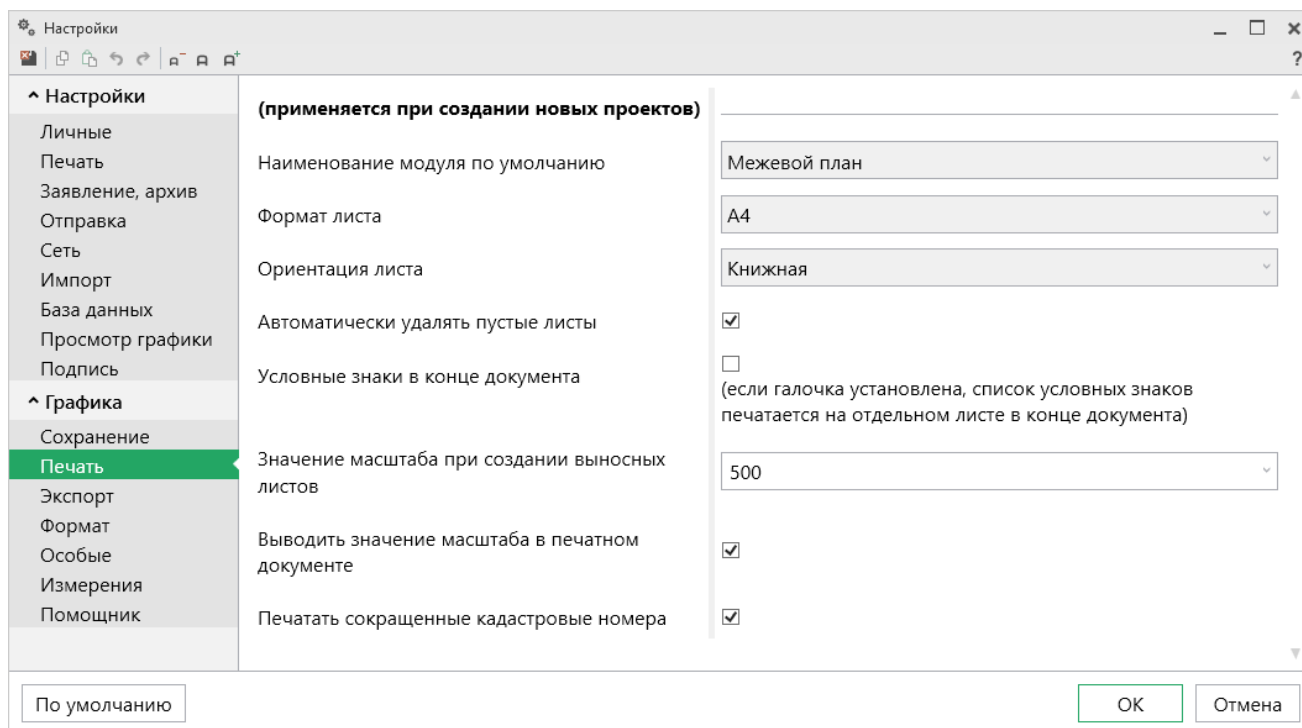 Настройки
?
^ Настройки
Личные
Печать
Заявление, архив
Отправка
Сеть
Импорт
База данных
Просмотр графики
Подпись
^ Графика
Сохранение
Печать
Экспорт
Формат
Особые
Измерения
Помощник
(применяется при создании новых проектов)
Наименование модуля по умолчанию
Межевой план
Формат листа
A4
Ориентация листа
Книжная
Автоматически удалять пустые листы
Условные знаки в конце документа
(если галочка установлена, список условных знаков
печатается на отдельном листе в конце документа)
Значение масштаба при создании выносных
листов
500
Выводить значение масштаба в печатном
документе
Печатать сокращенные кадастровые номера
По умолчанию
ОК
Отмена